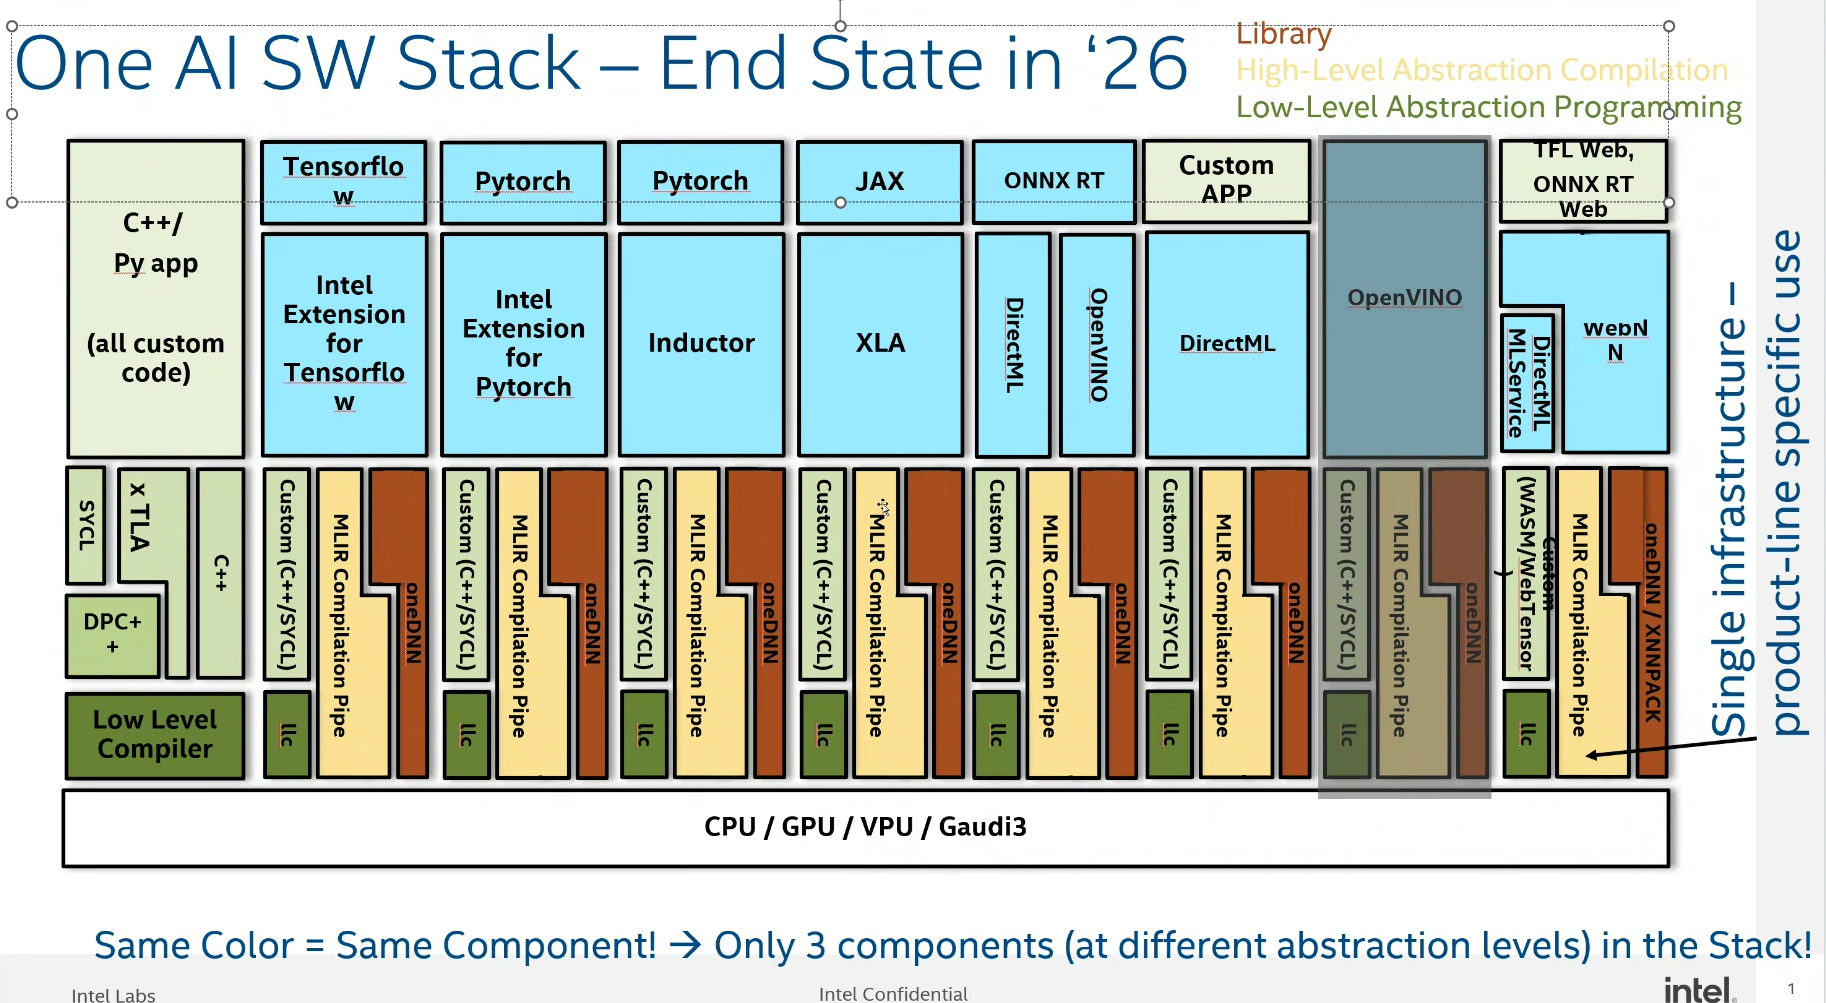 One AI SW Stack – End State in ‘26
Library
High-Level Abstraction Compilation
Low-Level Abstraction Programming
C++/
Py app
(all custom
code)
Tensorflo
w
Pytorch
Pytorch
JAX
ONNX RT
Custom
APP
TFL Web,
ONNX RT
Web
Intel
Extension
for
Tensorflo
w
Intel
Extension
for
Pytorch
Inductor
XLA
DirectML
OpenVINO
DirectML
OpenVINO
DirectML
MLService
WebN
N
SYCL
x TLA
C++
DPC+
+
Low Level
Compiler
Custom (C++/SYCL)
llc
MLIR Compilation Pipe
oneDNN
Custom (C++/SYCL)
llc
MLIR Compilation Pipe
oneDNN
Custom (C++/SYCL)
llc
MLIR Compilation Pipe
oneDNN
Custom (C++/SYCL)
llc
MLIR Compilation Pipe
oneDNN
Custom (C++/SYCL)
llc
MLIR Compilation Pipe
oneDNN
Custom (C++/SYCL)
llc
MLIR Compilation Pipe
oneDNN
Custom (C++/SYCL)
llc
MLIR Compilation Pipe
oneDNN
Custom
(WASM/WebTensor
)
llc
MLIR Compilation Pipe
oneDNN / XNNPACK
Single infrastructure –
product-line specific use
CPU / GPU / VPU / Gaudi3
Same Color = Same Component! → Only 3 components (at different abstraction levels) in the Stack!
Intel Labs
Intel Confidential
intel.
1